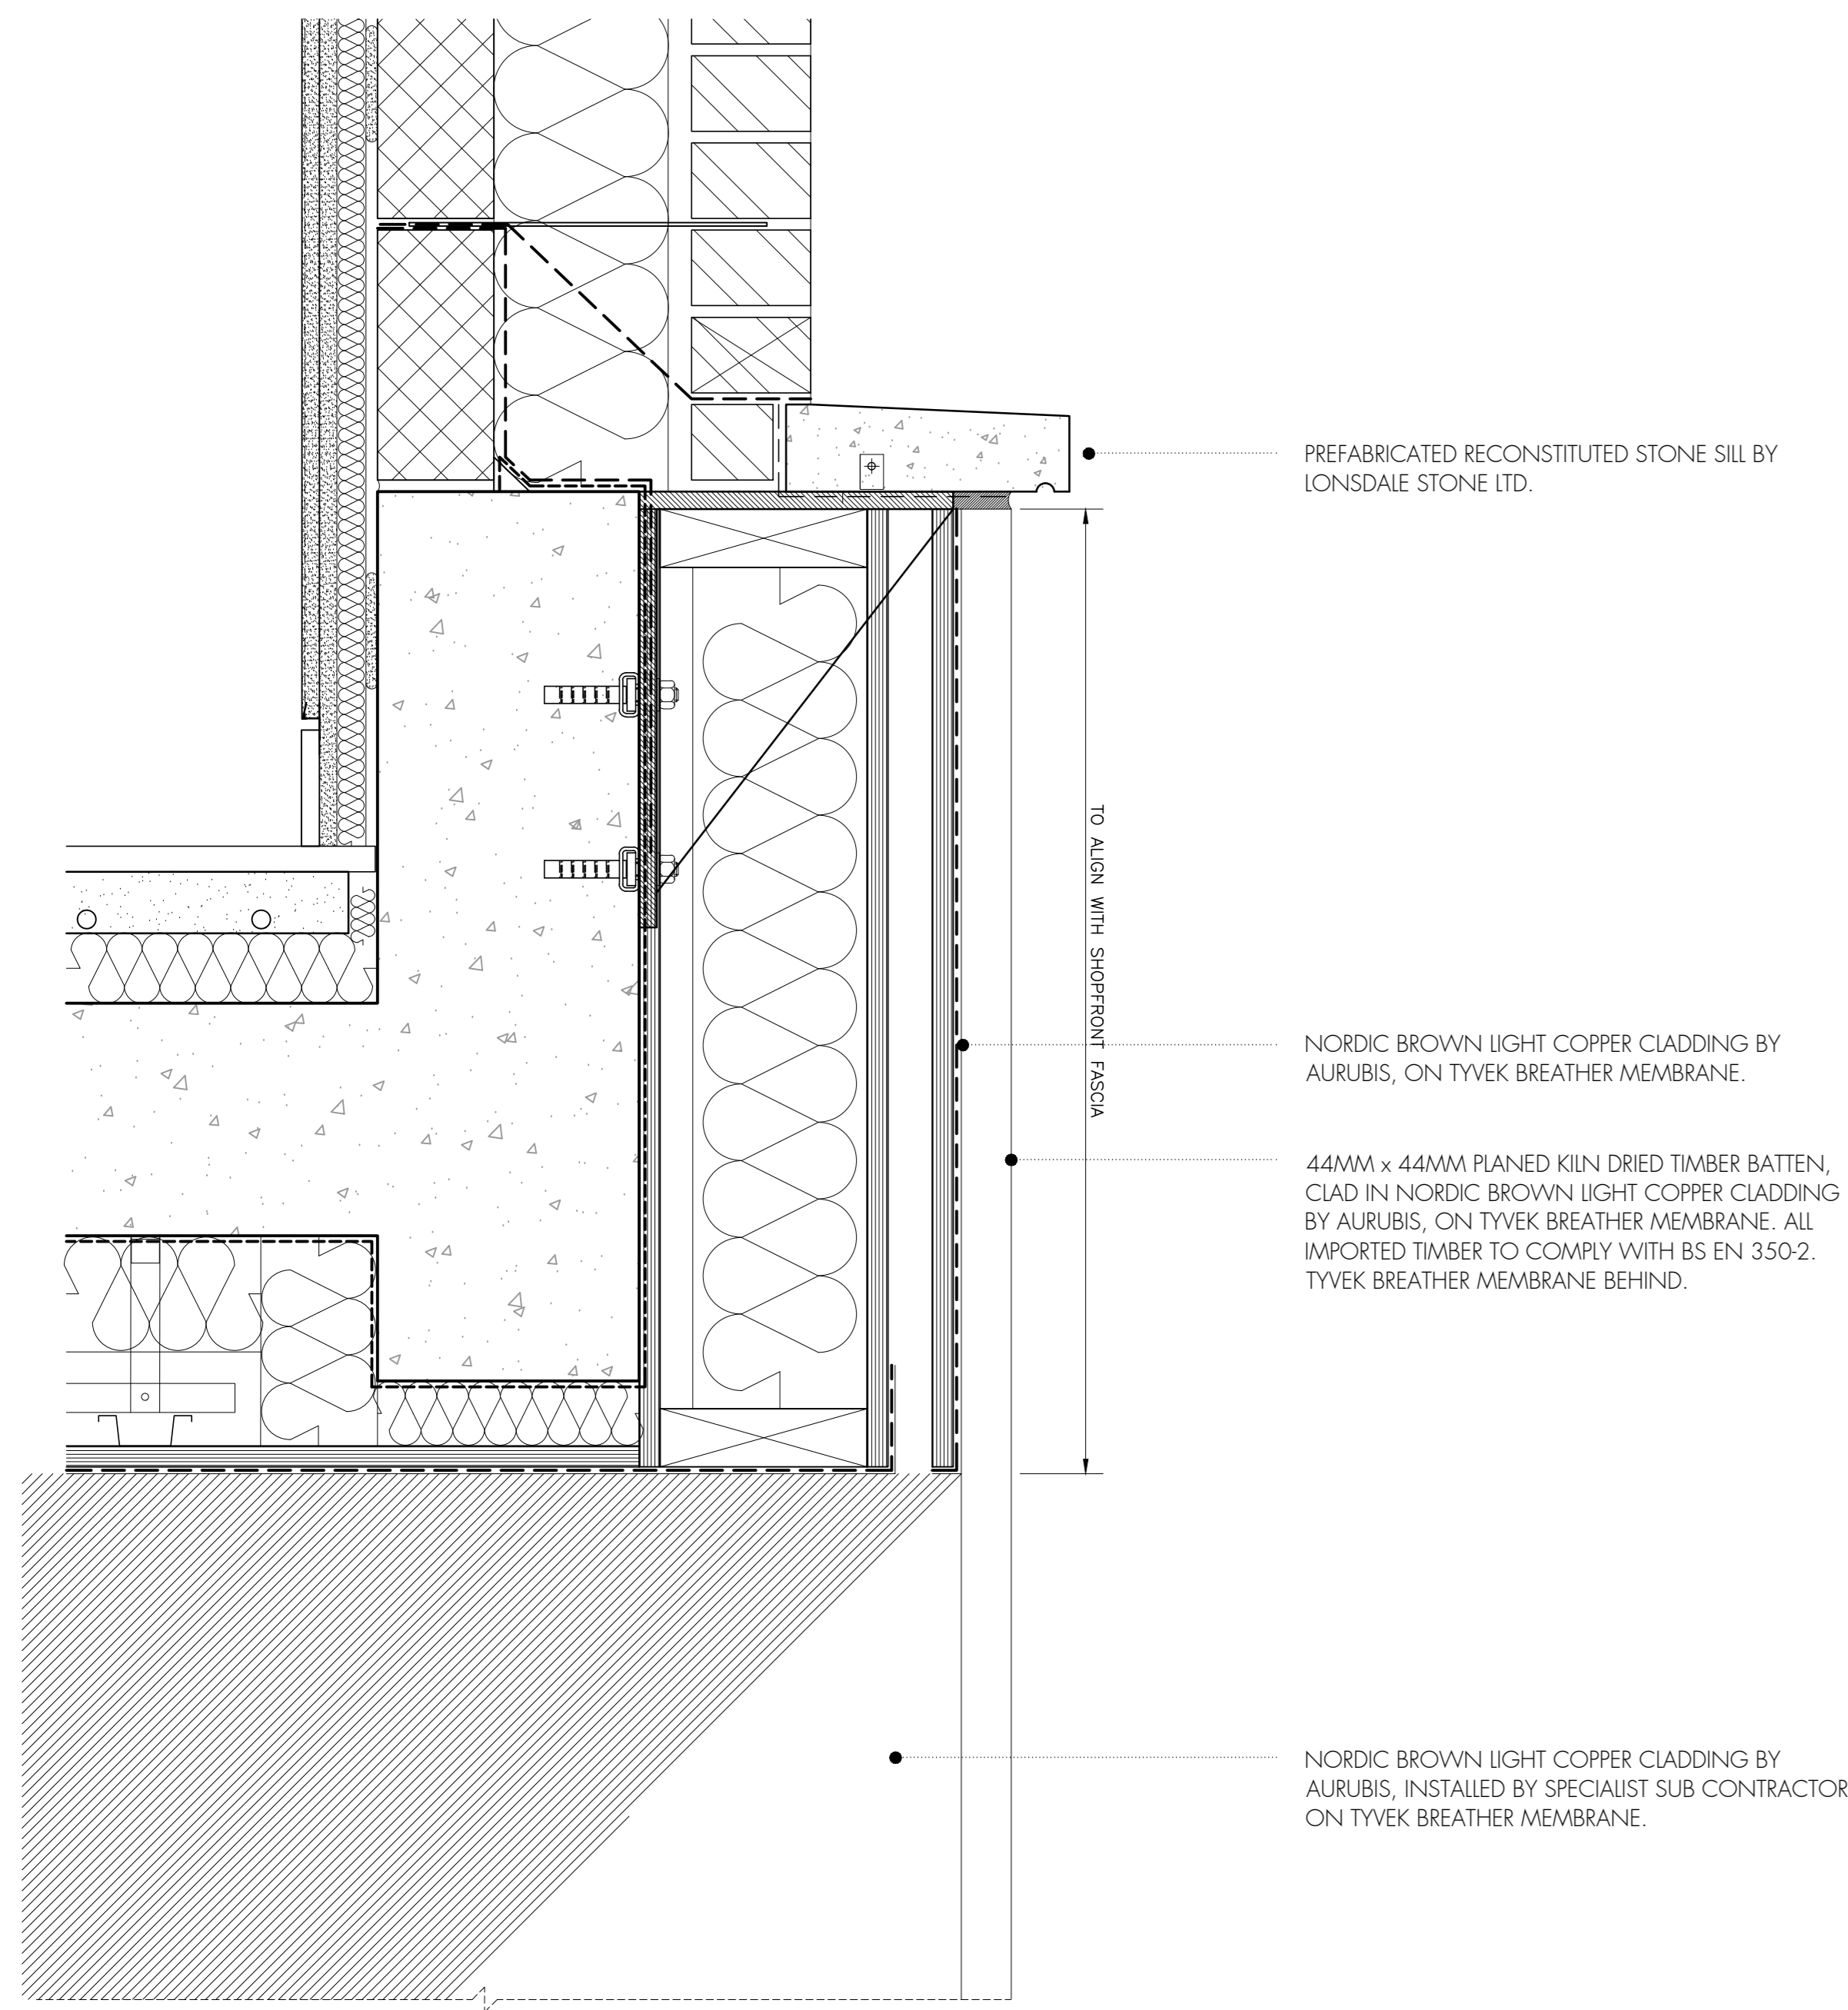 PREFABRICATED RECONSTITUTED STONE SILL BY
LONSDALE STONE LTD.
TO ALIGN WITH SHOPFRONT FASCIA
NORDIC BROWN LIGHT COPPER CLADDING BY
AURUBIS, ON TYVEK BREATHER MEMBRANE.
44MM x 44MM PLANED KILN DRIED TIMBER BATTEN,
CLAD IN NORDIC BROWN LIGHT COPPER CLADDING
BY AURUBIS, ON TYVEK BREATHER MEMBRANE. ALL
IMPORTED TIMBER TO COMPLY WITH BS EN 350-2.
TYVEK BREATHER MEMBRANE BEHIND.
NORDIC BROWN LIGHT COPPER CLADDING BY
AURUBIS, INSTALLED BY SPECIALIST SUB CONTRACTOR
ON TYVEK BREATHER MEMBRANE.